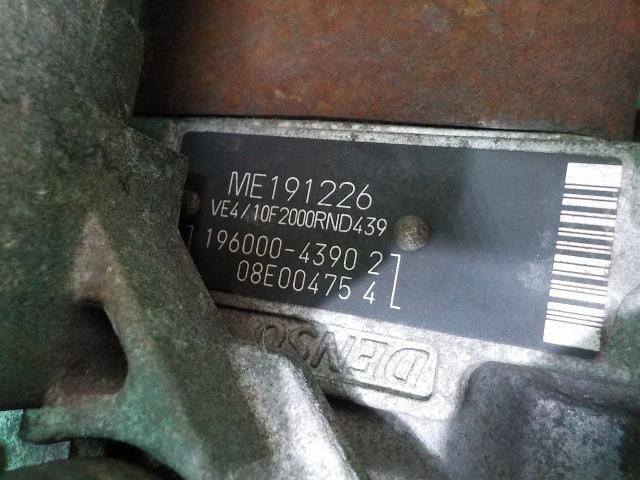 ME191226
VE4/10F2000RND439
196000-4390 2
08E00475 4
DENSO